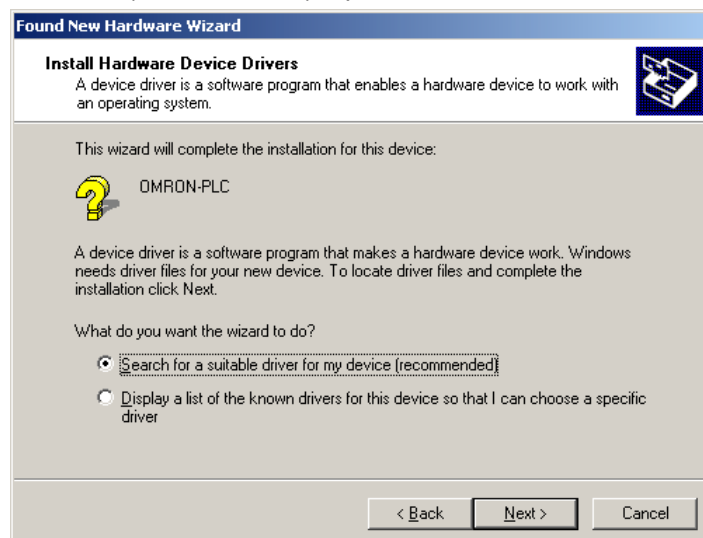 Found New Hardware Wizard
Install Hardware Device Drivers
A device driver is a software program that enables a hardware device to work with
an operating system.
This wizard will complete the installation for this device:
OMRON-PLC
A device driver is a software program that makes a hardware device work. Windows
needs driver files for your new device. To locate driver files and complete the
installation click Next.
What do you want the wizard to do?
Search for a suitable driver for my device (recommended)
Display a list of the known drivers for this device so that I can choose a specific
driver
< Back
Next >
Cancel